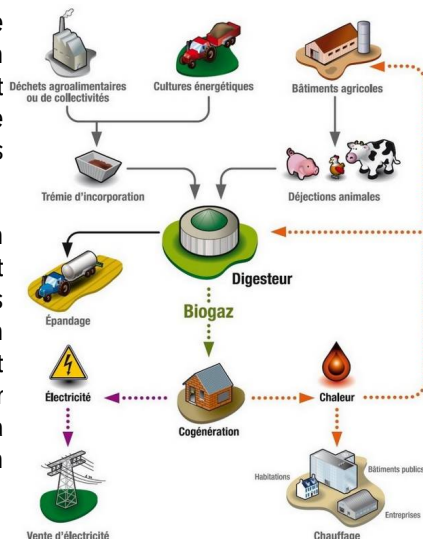 Déchets agroalimentaires
ou de collectivités
Cultures énergétiques
Bâtiments agricoles
Trémie d'incorporation
Déjections animales
Digesteur
Épandage
Biogaz
Électricité
Cogénération
Chaleur
Habitations
Bâtiments publics
Entreprises
Vente d'électricité
Chauffage